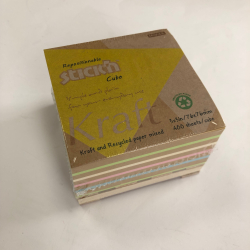 Repositionable
stick'n
Cube
Kraft
3x3in/76x76mm
400 sheets/cube
Kraft and Recycled paper mixed